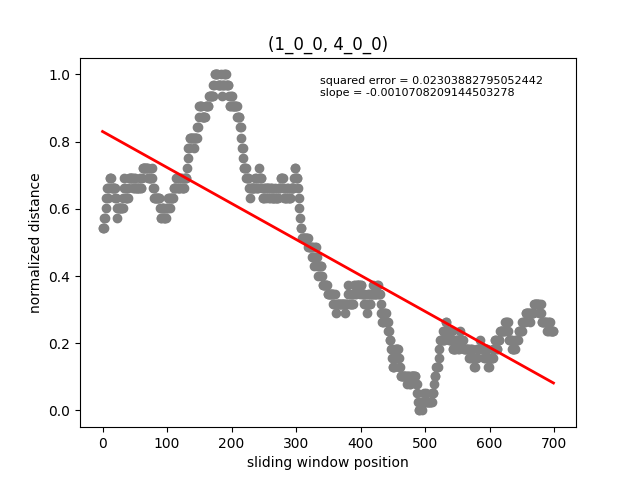 (1_0_0, 4_0_0)
squared error = 0.02303882795052442
slope = -0.0010708209144503278
normalized distance
1.0
0.8
0.6
0.4
0.2
0.0
0 100 200 300 400 500 600 700
sliding window position